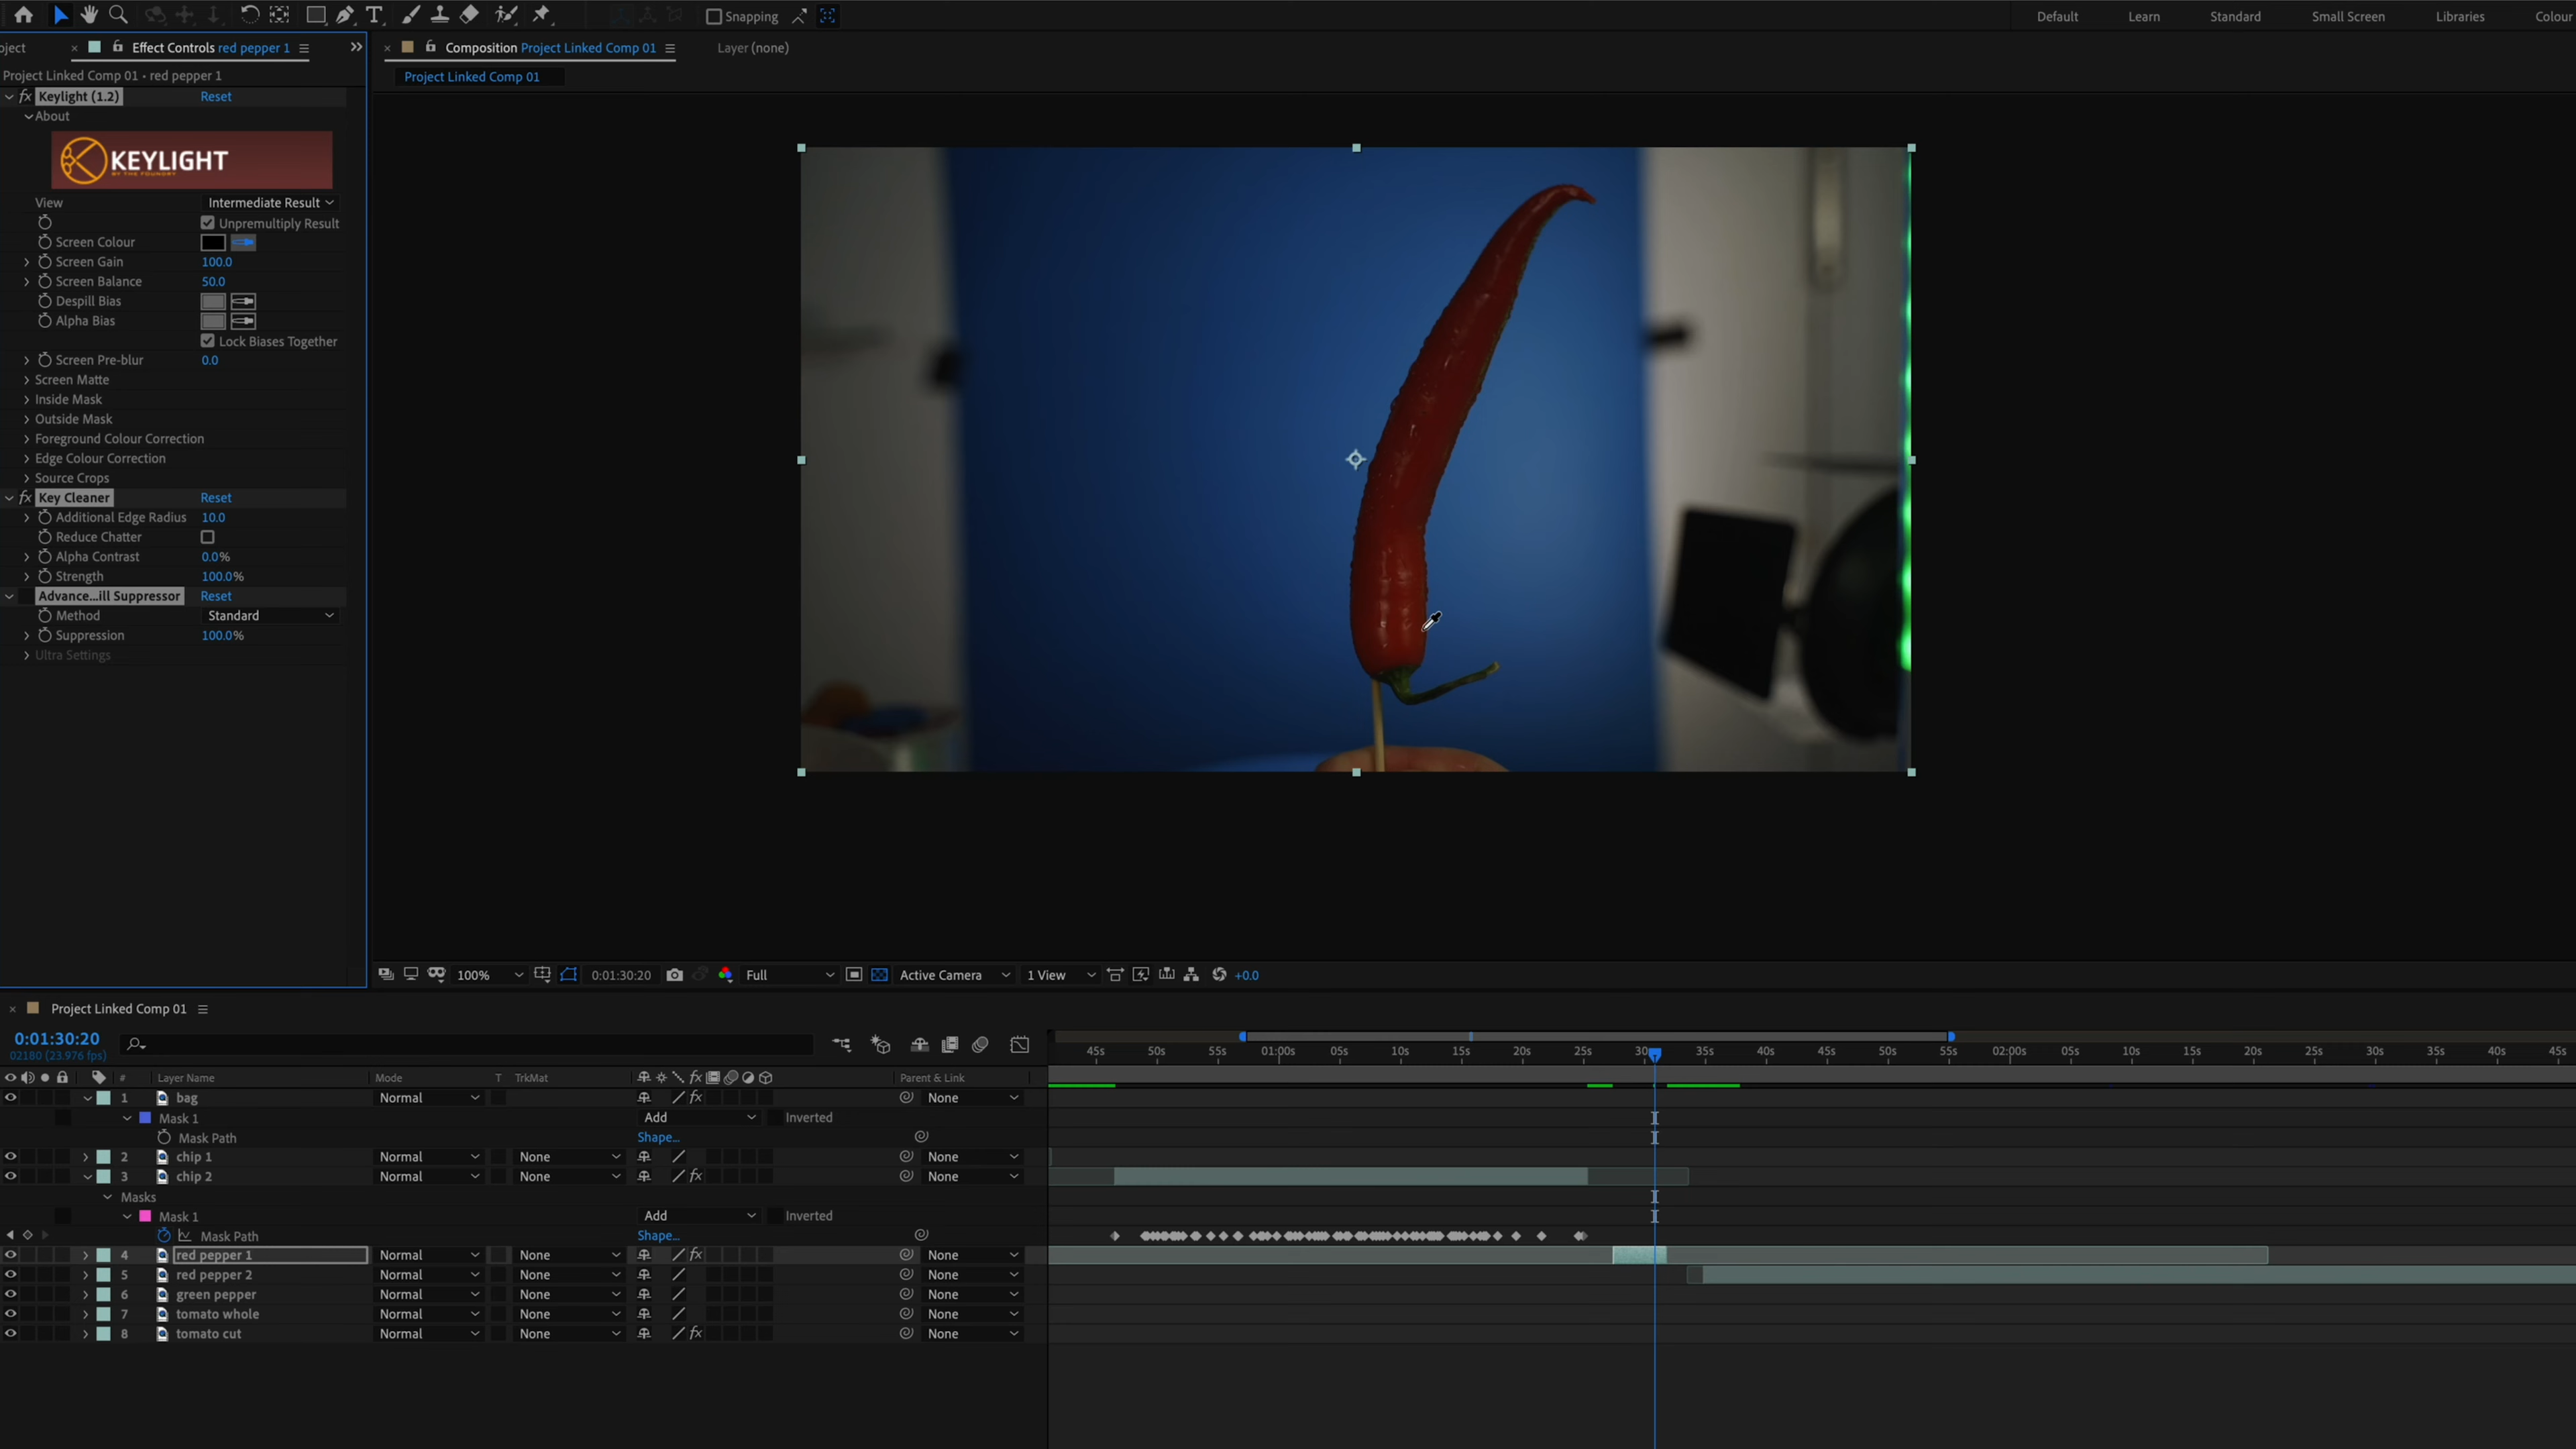 Snapping
Default
Learn
Standard
Small Screen
Libraries
Colour
oject
Effect Controls red pepper 1
Composition Project Linked Comp 01
Layer (none)
Project Linked Comp 01 • red pepper 1
Project Linked Comp 01
fx Keylight (1.2) Reset
About
KEYLIGHT
BY THE FOUNDRY
View Intermediate Result
Unpremultiply Result
Screen Colour
Screen Gain 100.0
Screen Balance 50.0
Despill Bias
Alpha Bias
Lock Biases Together
Screen Pre-blur 0.0
Screen Matte
Inside Mask
Outside Mask
Foreground Colour Correction
Edge Colour Correction
Source Crops
fx Key Cleaner Reset
Additional Edge Radius 10.0
Reduce Chatter
Alpha Contrast 0.0%
Strength 100.0%
Advance...ill Suppressor Reset
Method Standard
Suppression 100.0%
Ultra Settings
100% 0:01:30:20 Full Active Camera 1 View +0.0
Project Linked Comp 01
0:01:30:20
02180 (23.976 fps)
45s 50s 55s 01:00s 05s 10s 15s 20s 25s 30s 35s 40s 45s 50s 55s 02:00s 05s 10s 15s 20s 25s 30s 35s 40s 45s
# Layer Name Mode T TrkMat fx Parent & Link
1 bag Normal fx None
Mask 1 Add Inverted
Mask Path Shape...
2 chip 1 Normal None None
3 chip 2 Normal None fx None
Masks
Mask 1 Add Inverted
Mask Path Shape...
4 red pepper 1 Normal None fx None
5 red pepper 2 Normal None None
6 green pepper Normal None None
7 tomato whole Normal None None
8 tomato cut Normal None fx None